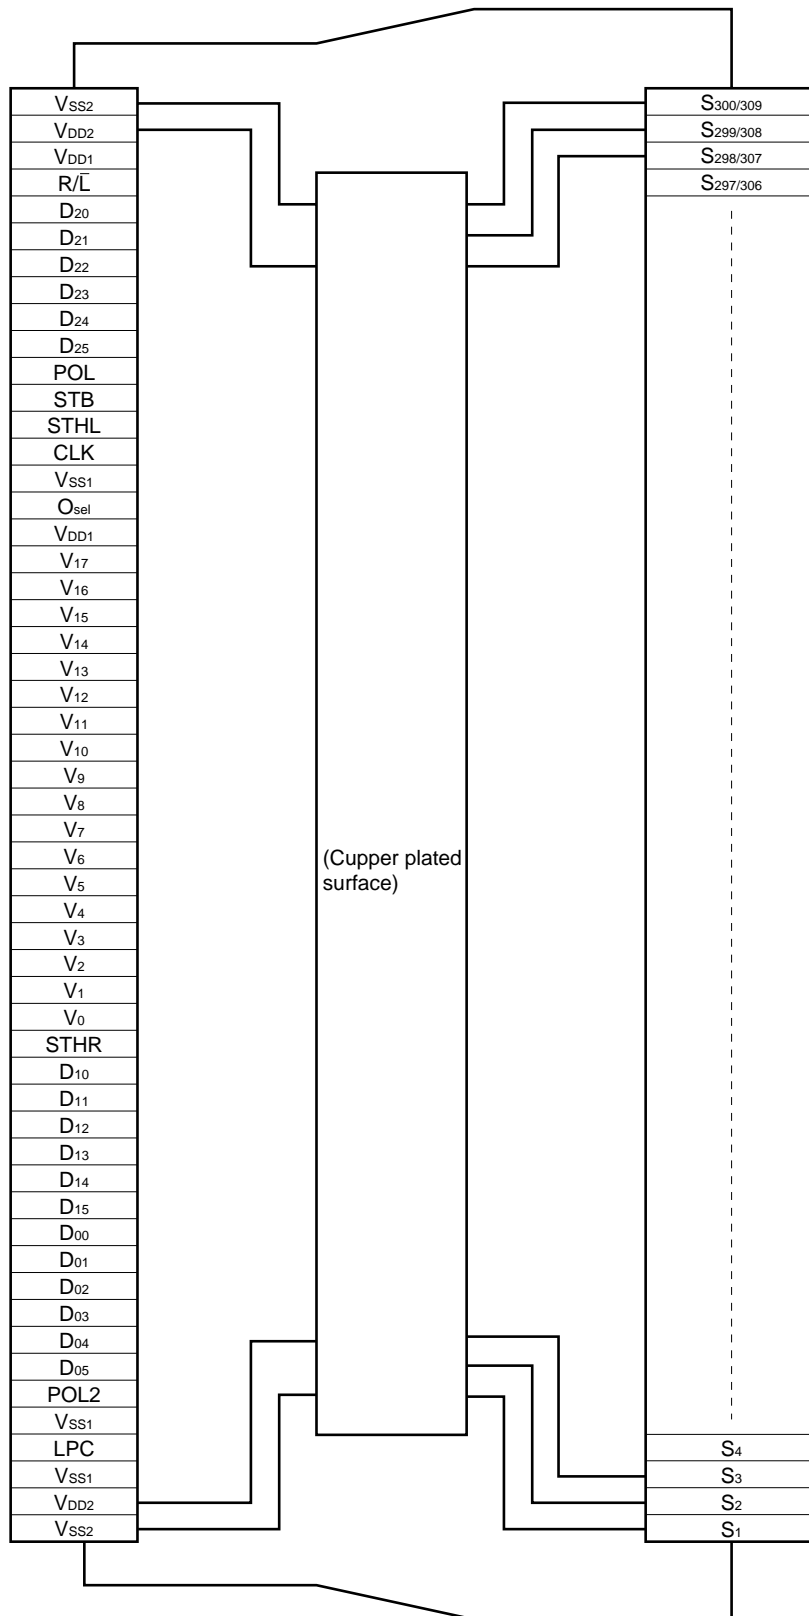 VSS2
VDD2
VDD1
R/L̅
D20
D21
D22
D23
D24
D25
POL
STB
STHL
CLK
VSS1
Osel
VDD1
V17
V16
V15
V14
V13
V12
V11
V10
V9
V8
V7
V6
V5
V4
V3
V2
V1
V0
STHR
D10
D11
D12
D13
D14
D15
D00
D01
D02
D03
D04
D05
POL2
VSS1
LPC
VSS1
VDD2
VSS2
(Cupper plated
surface)
S300/309
S299/308
S298/307
S297/306
S4
S3
S2
S1